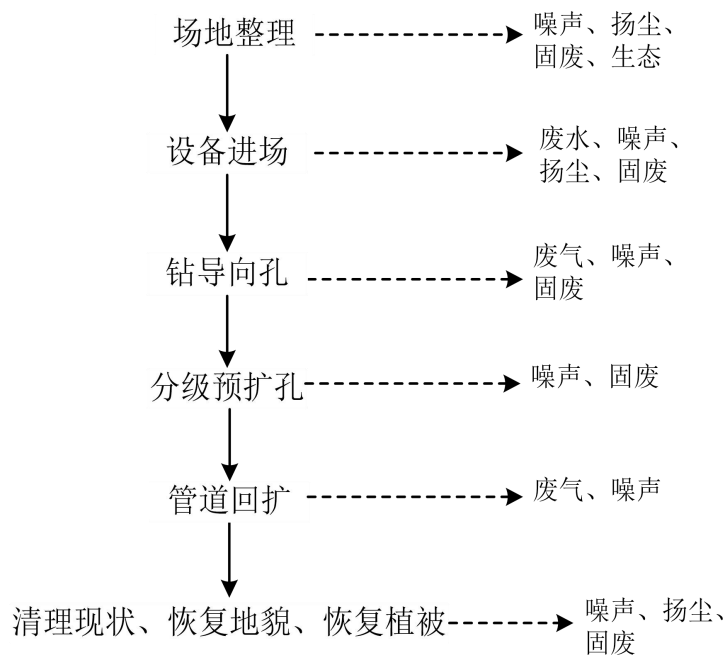 场地整理
噪声、扬尘、
固废、生态
设备进场
废水、噪声、
扬尘、固废
钻导向孔
废气、噪声、
固废
分级预扩孔
噪声、固废
管道回扩
废气、噪声
清理现状、恢复地貌、恢复植被
噪声、扬尘、
固废